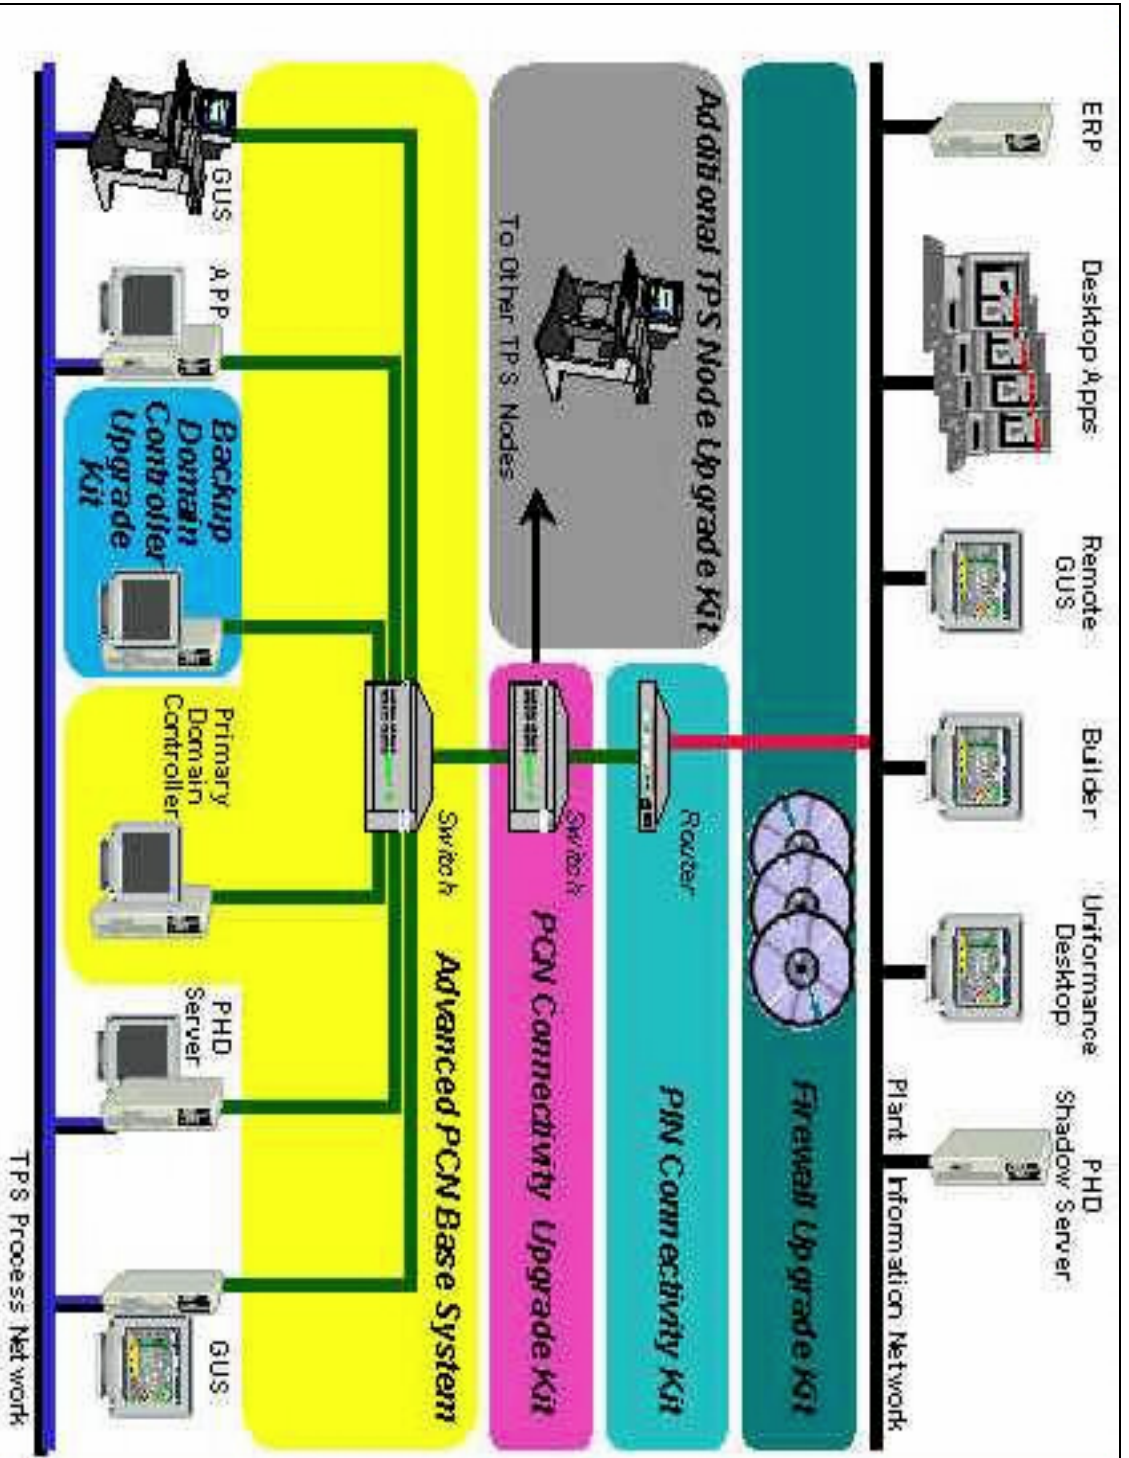 ERP
Desktop Apps
Remote
GUS
Builder
Uniformance
Desktop
PHD
Shadow Server
Plant Information Network
Firewall Upgrade Kit
Additional TPS Node Upgrade Kit
To Other TPS Nodes
Router
PIN Connectivity Kit
Switch
PCN Connectivity Upgrade Kit
Switch
Advanced PCN Base System
GUS
APP
Backup
Domain
Controller
Upgrade
Kit
Primary
Domain
Controller
PHD
Server
GUS
TPS Process Network